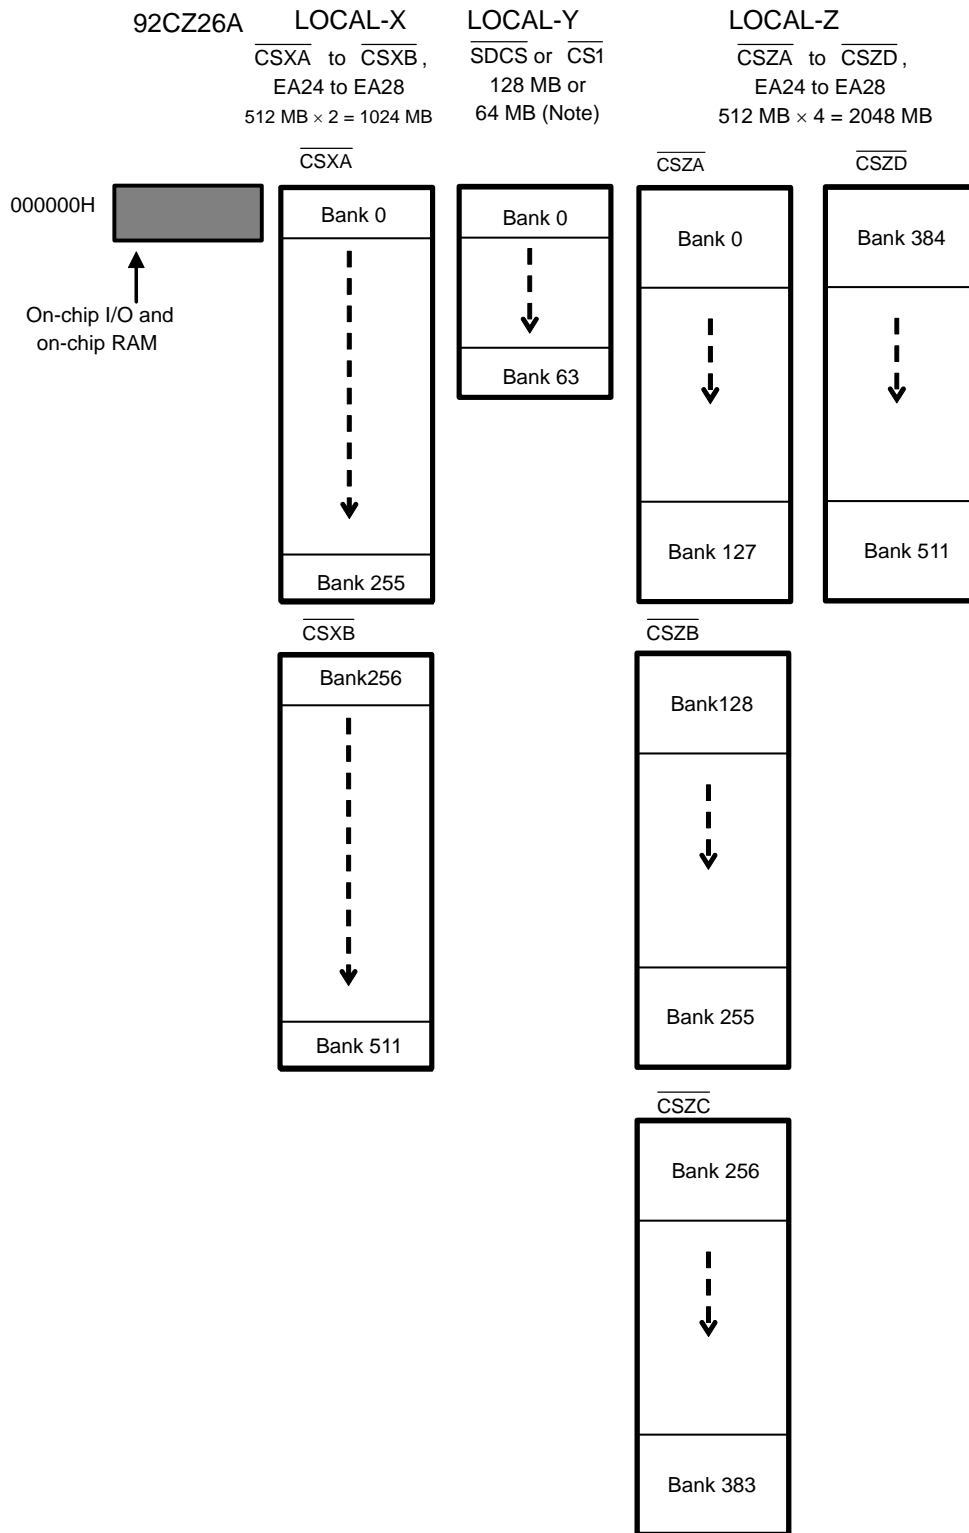 92CZ26A LOCAL-X LOCAL-Y LOCAL-Z
CSXA to CSXB, SDCS or CS1 CSZA to CSZD,
EA24 to EA28 128 MB or EA24 to EA28
512 MB × 2 = 1024 MB 64 MB (Note) 512 MB × 4 = 2048 MB
CSXA CSZA CSZD
000000H Bank 0 Bank 0 Bank 0 Bank 384
On-chip I/O and
on-chip RAM
Bank 63
Bank 127 Bank 511
Bank 255
CSXB CSZB
Bank256 Bank128
Bank 255
Bank 511
CSZC
Bank 256
Bank 383